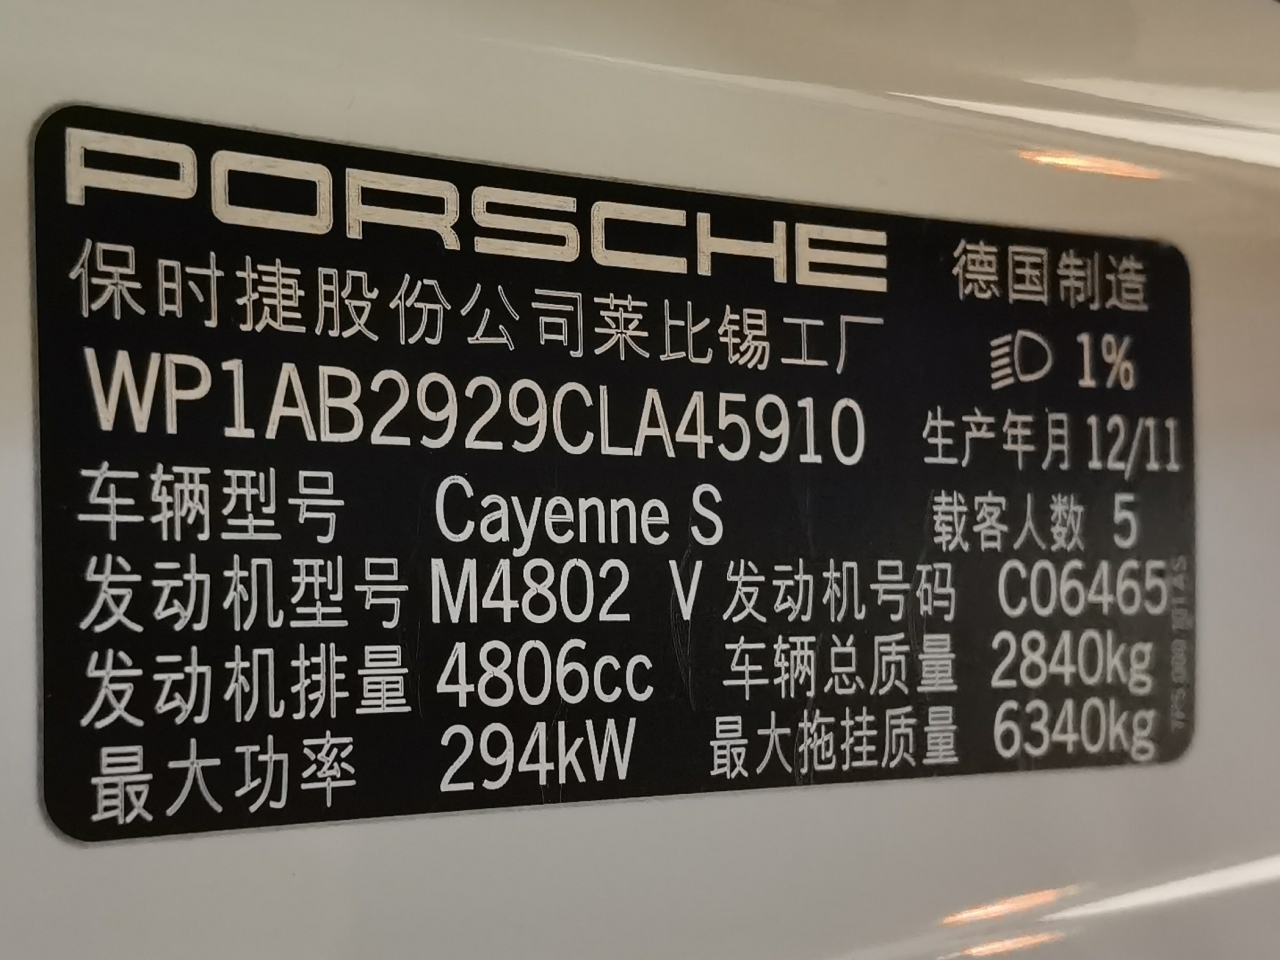 PORSCHE
德国制造
保时捷股份公司莱比锡工厂
1%
WP1AB2929CLA45910
生产年月 12/11
车辆型号 Cayenne S
载客人数 5
发动机型号 M4802 V 发动机号码 C06465
发动机排量 4806cc 车辆总质量 2840kg
最大功率 294kW 最大拖挂质量 6340kg